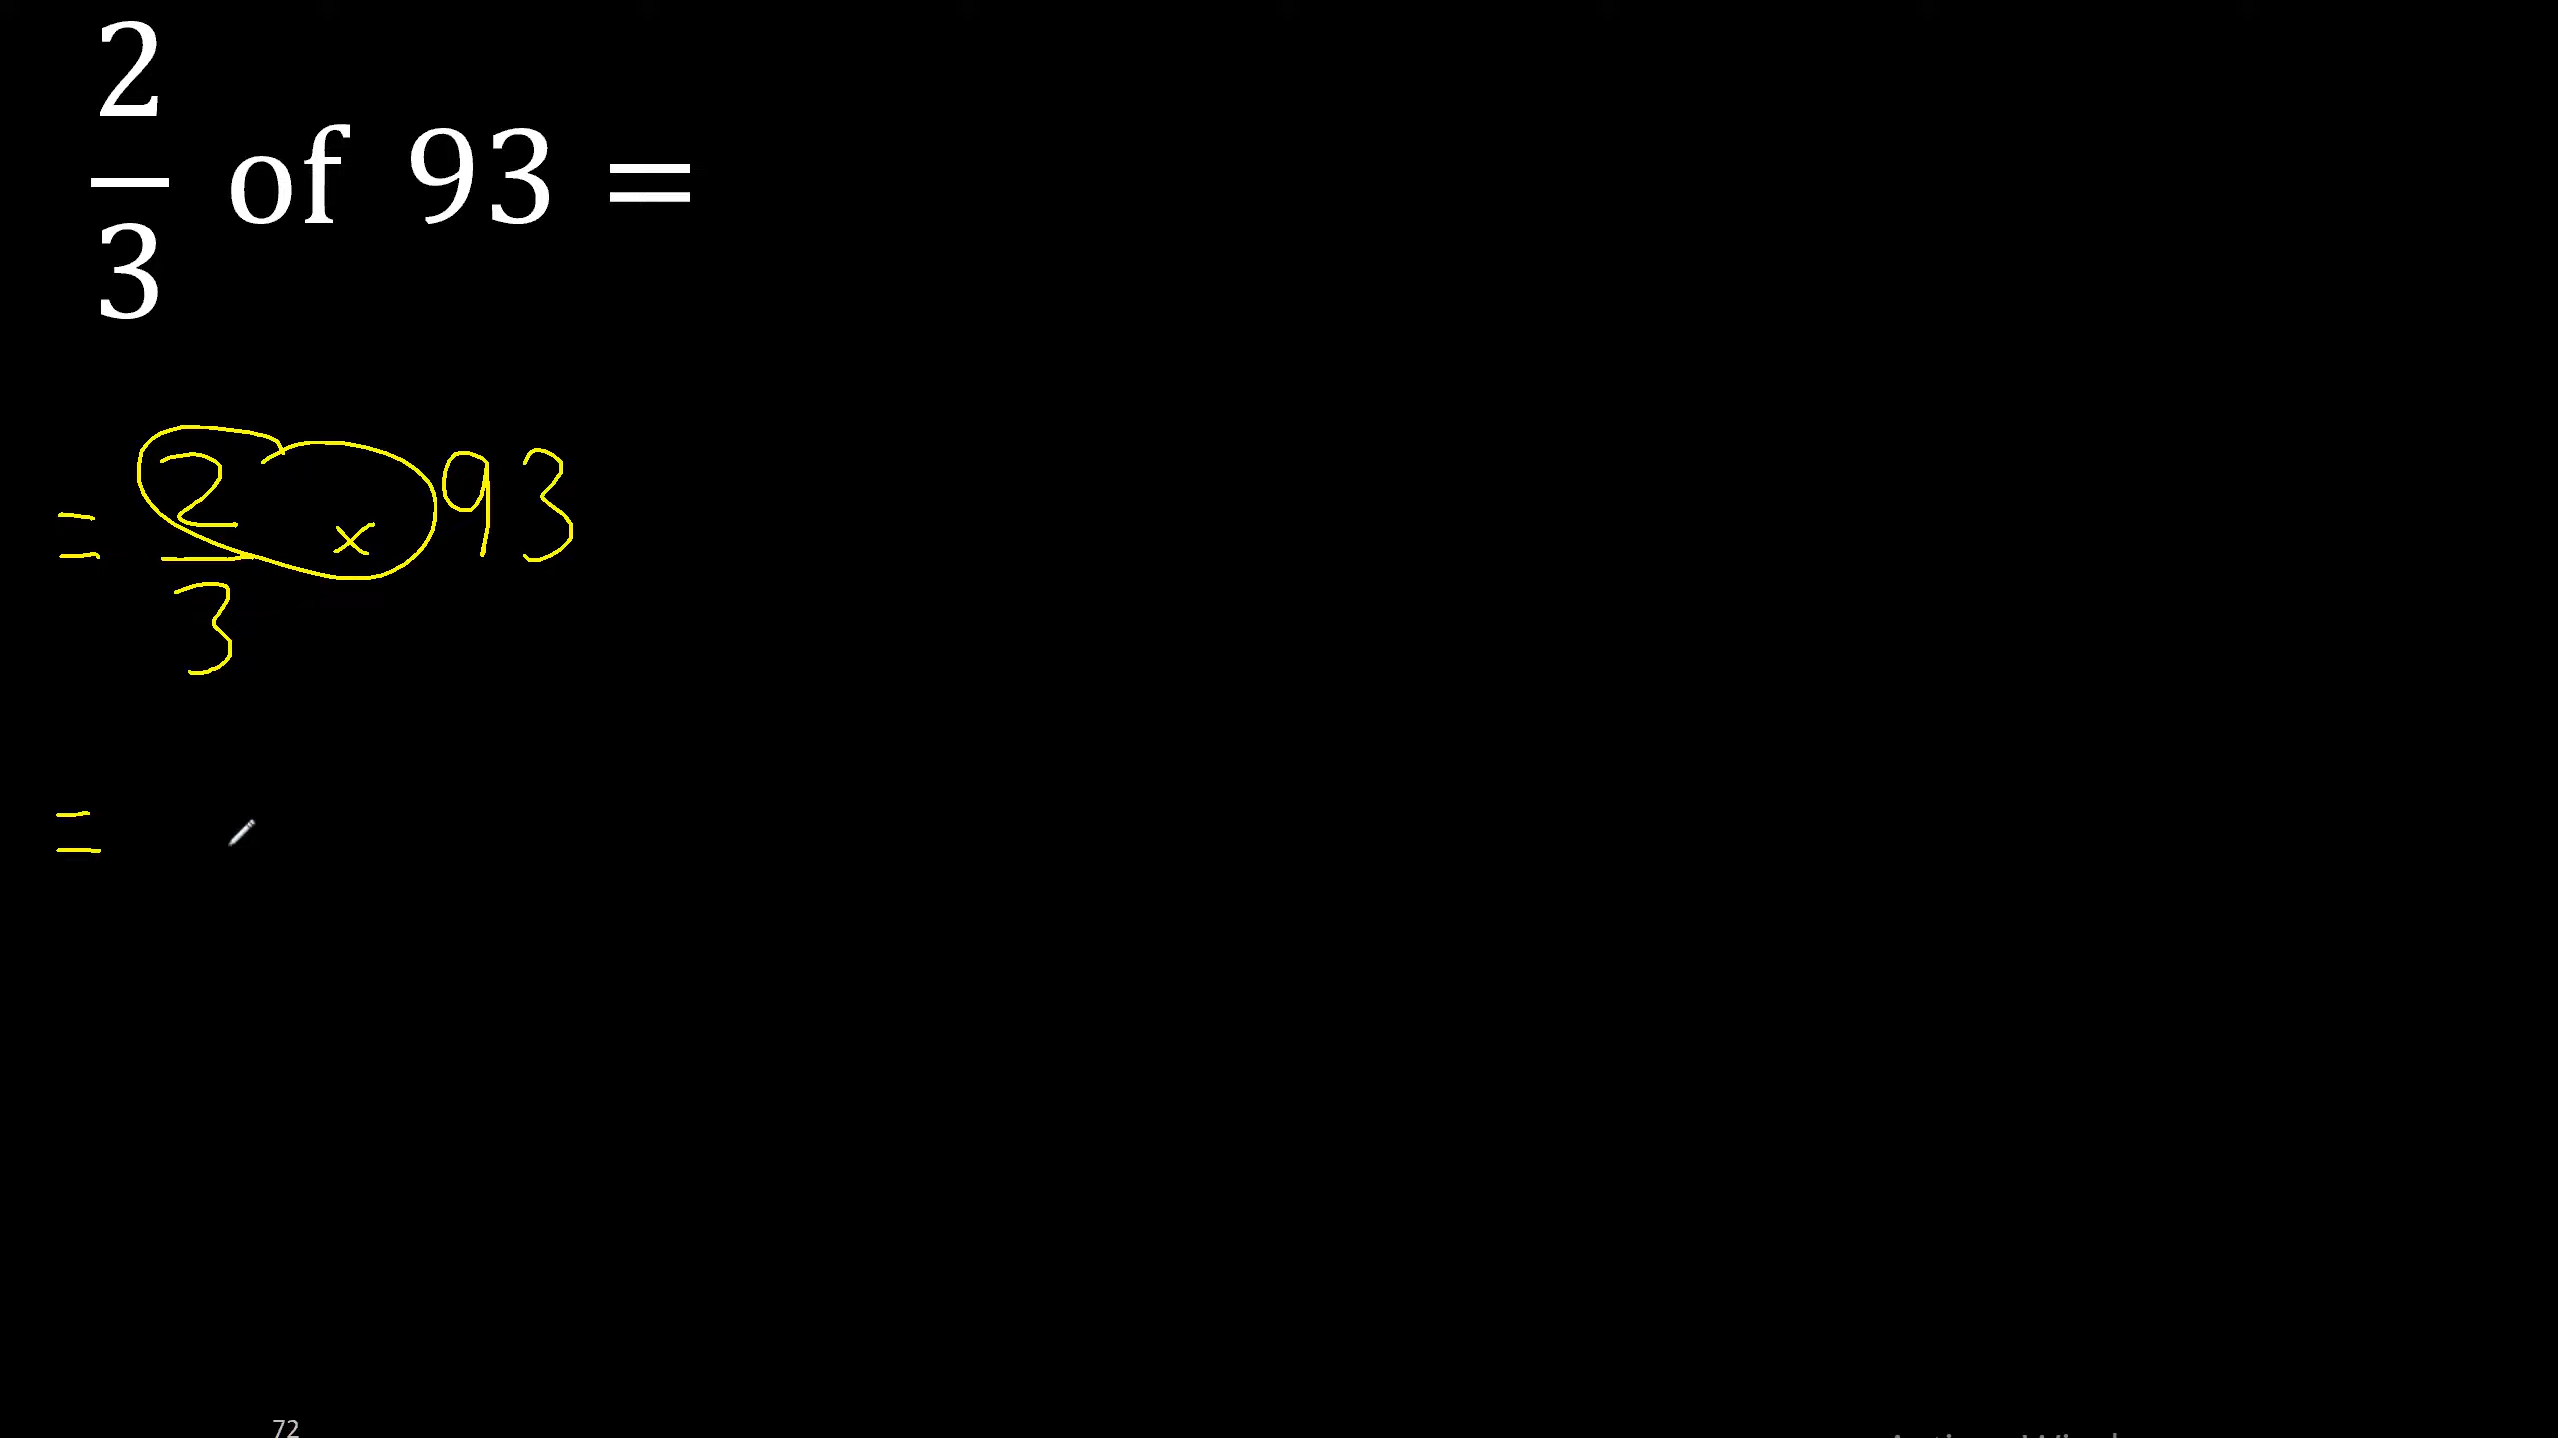 2/3 of 93 =
= 2/3 × 93
=
72